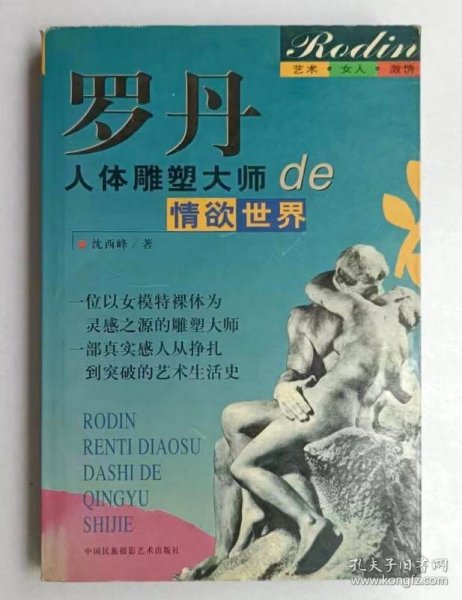 Rodin
艺术·女人·激情
罗丹
人体雕塑大师de
情欲世界
沈西峰/著
一位以女模特裸体为
灵感之源的雕塑大师
一部真实感人从挣扎
到突破的艺术生活史
RODIN
RENTI DIAOSU
DASHI DE
QINGYU
SHIJIE
中国民族摄影艺术出版社
孔夫子旧书网